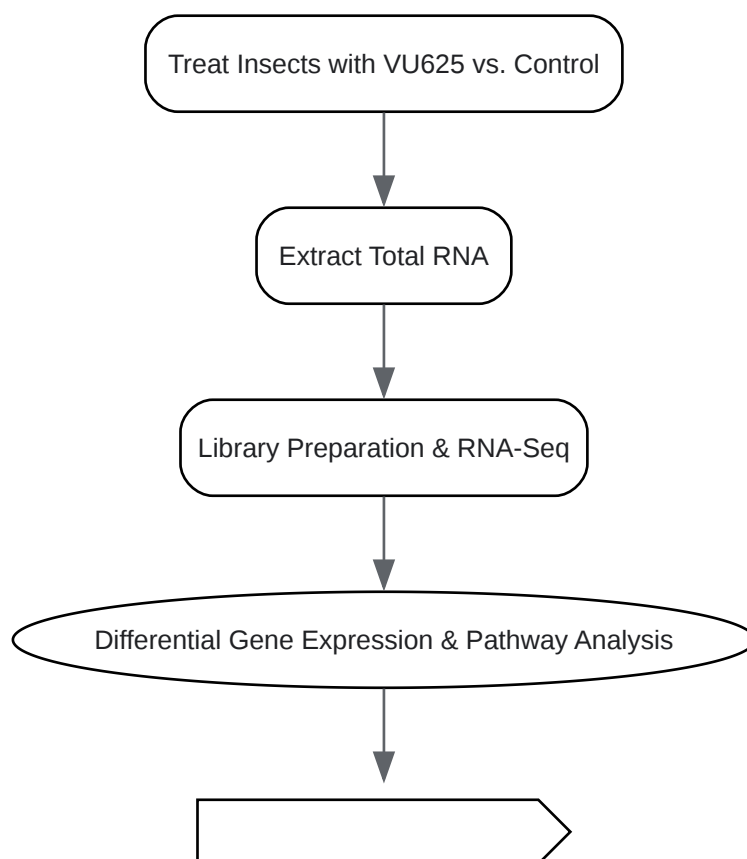 Treat Insects with VU625 vs. Control
Extract Total RNA
Library Preparation & RNA-Seq
Differential Gene Expression & Pathway Analysis